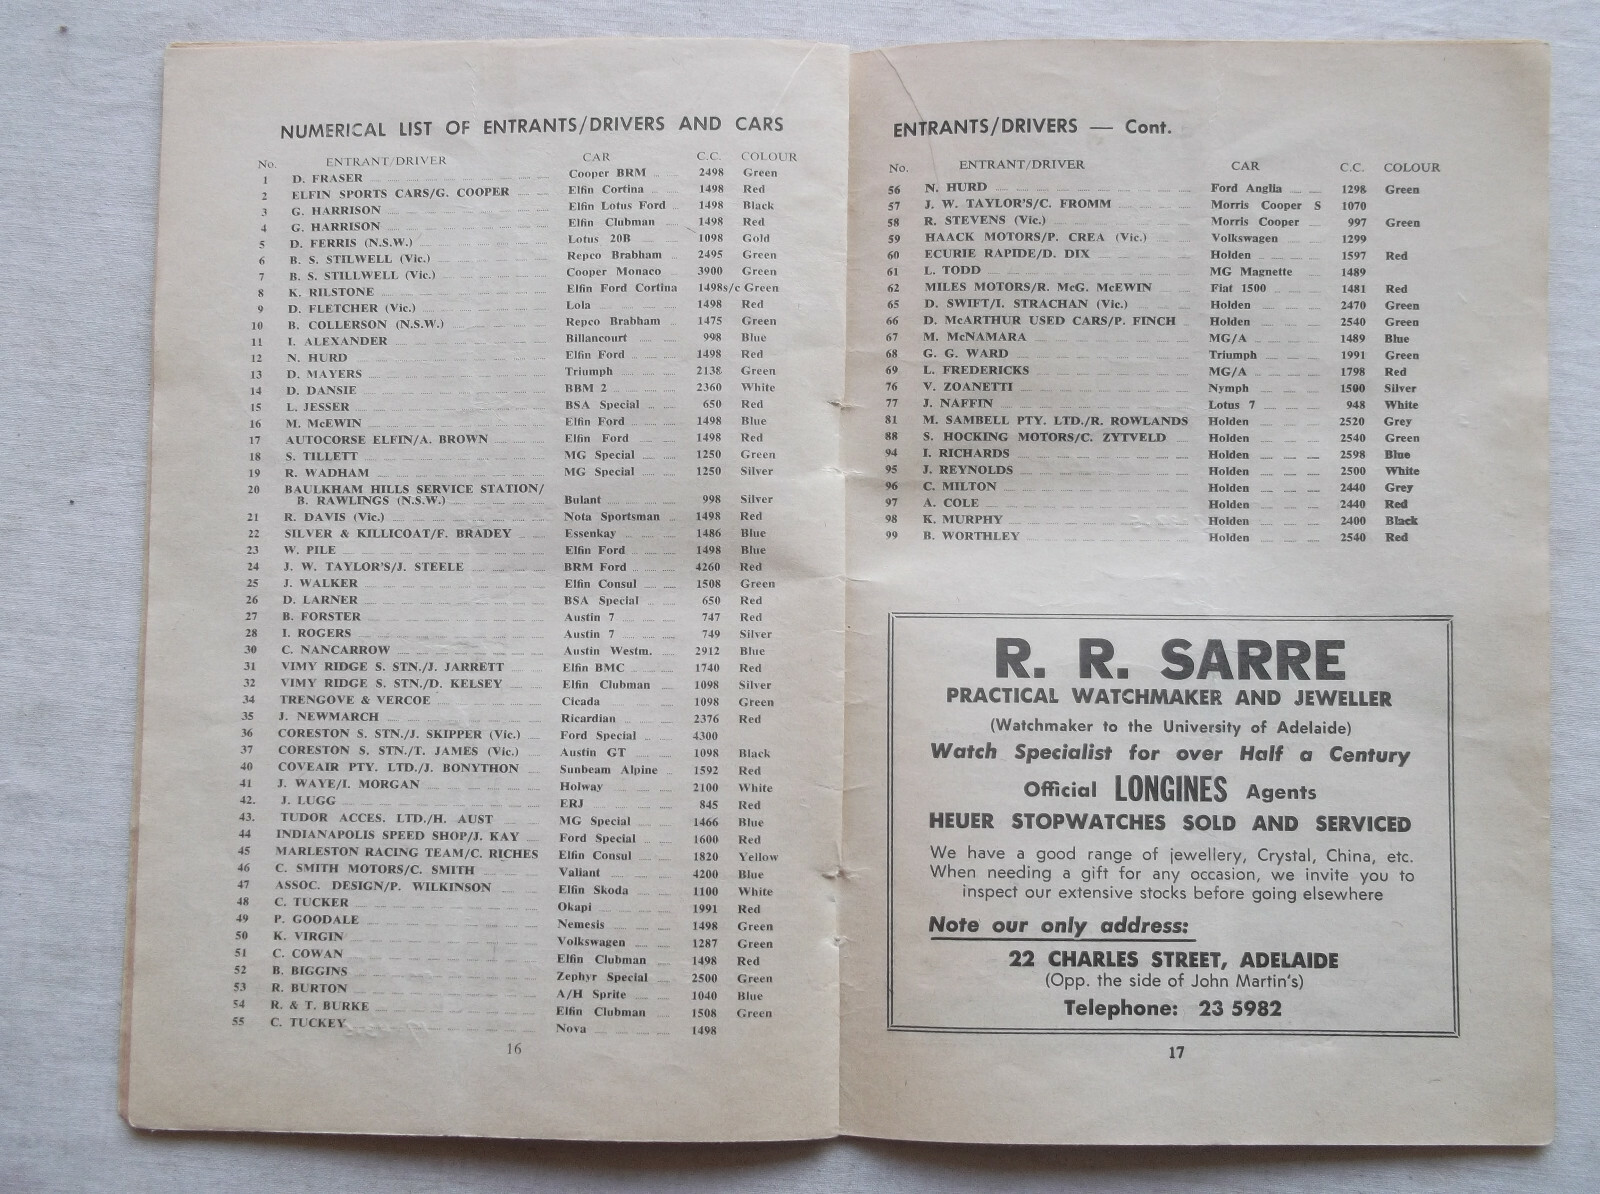 NUMERICAL LIST OF ENTRANTS/DRIVERS AND CARS
No. ENTRANT/DRIVER CAR C.C. COLOUR
1 D. FRASER Cooper BRM 2498 Green
2 ELFIN SPORTS CARS/G. COOPER Elfin Cortina 1498 Red
3 G. HARRISON Elfin Lotus Ford 1498 Black
4 G. HARRISON Elfin Clubman 1498 Red
5 D. FERRIS (N.S.W.) Lotus 20B 1098 Gold
6 B. S. STILWELL (Vic.) Repco Brabham 2495 Green
7 B. S. STILLWELL (Vic.) Cooper Monaco 3900 Green
8 K. RILSTONE Elfin Ford Cortina 1498s/c Green
9 D. FLETCHER (Vic.) Lola 1498 Red
10 B. COLLERSON (N.S.W.) Repco Brabham 1475 Green
11 I. ALEXANDER Billancourt 998 Blue
12 N. HURD Elfin Ford 1498 Red
13 D. MAYERS Triumph 2138 Green
14 D. DANSIE BBM 2 2360 White
15 L. JESSER BSA Special 650 Red
16 M. McEWIN Elfin Ford 1498 Blue
17 AUTOCORSE ELFIN/A. BROWN Elfin Ford 1498 Red
18 S. TILLETT MG Special 1250 Green
19 R. WADHAM MG Special 1250 Silver
20 BAULKHAM HILLS SERVICE STATION/
B. RAWLINGS (N.S.W.) Bulant 998 Silver
21 R. DAVIS (Vic.) Nota Sportsman 1498 Red
22 SILVER & KILLICOAT/F. BRADEY Essenkay 1486 Blue
23 W. PILE Elfin Ford 1498 Blue
24 J. W. TAYLOR'S/J. STEELE BRM Ford 4260 Red
25 J. WALKER Elfin Consul 1508 Green
26 D. LARNER BSA Special 650 Red
27 B. FORSTER Austin 7 747 Red
28 I. ROGERS Austin 7 749 Silver
30 C. NANCARROW Austin Westm. 2912 Blue
31 VIMY RIDGE S. STN./J. JARRETT Elfin BMC 1740 Red
32 VIMY RIDGE S. STN./D. KELSEY Elfin Clubman 1098 Silver
34 TRENGOVE & VERCOE Cicada 1098 Green
35 J. NEWMARCH Ricardian 2376 Red
36 CORESTON S. STN./J. SKIPPER (Vic.) Ford Special 4300
37 CORESTON S. STN./T. JAMES (Vic.) Austin GT 1098 Black
40 COVEAIR PTY. LTD./J. BONYTHON Sunbeam Alpine 1592 Red
41 J. WAYE/I. MORGAN Holway 2100 White
42. J. LUGG ERJ 845 Red
43. TUDOR ACCES. LTD./H. AUST MG Special 1466 Blue
44 INDIANAPOLIS SPEED SHOP/J. KAY Ford Special 1600 Red
45 MARLESTON RACING TEAM/C. RICHES Elfin Consul 1820 Yellow
46 C. SMITH MOTORS/C. SMITH Valiant 4200 Blue
47 ASSOC. DESIGN/P. WILKINSON Elfin Skoda 1100 White
48 C. TUCKER Okapi 1991 Red
49 P. GOODALE Nemesis 1498 Green
50 K. VIRGIN Volkswagen 1287 Green
51 C. COWAN Elfin Clubman 1498 Red
52 B. BIGGINS Zephyr Special 2500 Green
53 R. BURTON A/H Sprite 1040 Blue
54 R. & T. BURKE Elfin Clubman 1508 Green
55 C. TUCKEY Nova 1498
16
ENTRANTS/DRIVERS — Cont.
No. ENTRANT/DRIVER CAR C.C. COLOUR
56 N. HURD Ford Anglia 1298 Green
57 J. W. TAYLOR'S/C. FROMM Morris Cooper S 1070
58 R. STEVENS (Vic.) Morris Cooper 997 Green
59 HAACK MOTORS/P. CREA (Vic.) Volkswagen 1299
60 ECURIE RAPIDE/D. DIX Holden 1597 Red
61 L. TODD MG Magnette 1489
62 MILES MOTORS/R. McG. McEWIN Fiat 1500 1481 Red
65 D. SWIFT/I. STRACHAN (Vic.) Holden 2470 Green
66 D. McARTHUR USED CARS/P. FINCH Holden 2540 Green
67 M. McNAMARA MG/A 1489 Blue
68 G. G. WARD Triumph 1991 Green
69 L. FREDERICKS MG/A 1798 Red
76 V. ZOANETTI Nymph 1500 Silver
77 J. NAFFIN Lotus 7 948 White
81 M. SAMBELL PTY. LTD./R. ROWLANDS Holden 2520 Grey
88 S. HOCKING MOTORS/C. ZYTVELD Holden 2540 Green
94 I. RICHARDS Holden 2598 Blue
95 J. REYNOLDS Holden 2500 White
96 C. MILTON Holden 2440 Grey
97 A. COLE Holden 2440 Red
98 K. MURPHY Holden 2400 Black
99 B. WORTHLEY Holden 2540 Red
R. R. SARRE
PRACTICAL WATCHMAKER AND JEWELLER
(Watchmaker to the University of Adelaide)
Watch Specialist for over Half a Century
Official LONGINES Agents
HEUER STOPWATCHES SOLD AND SERVICED
We have a good range of jewellery, Crystal, China, etc.
When needing a gift for any occasion, we invite you to
inspect our extensive stocks before going elsewhere
Note our only address:
22 CHARLES STREET, ADELAIDE
(Opp. the side of John Martin's)
Telephone: 23 5982
17